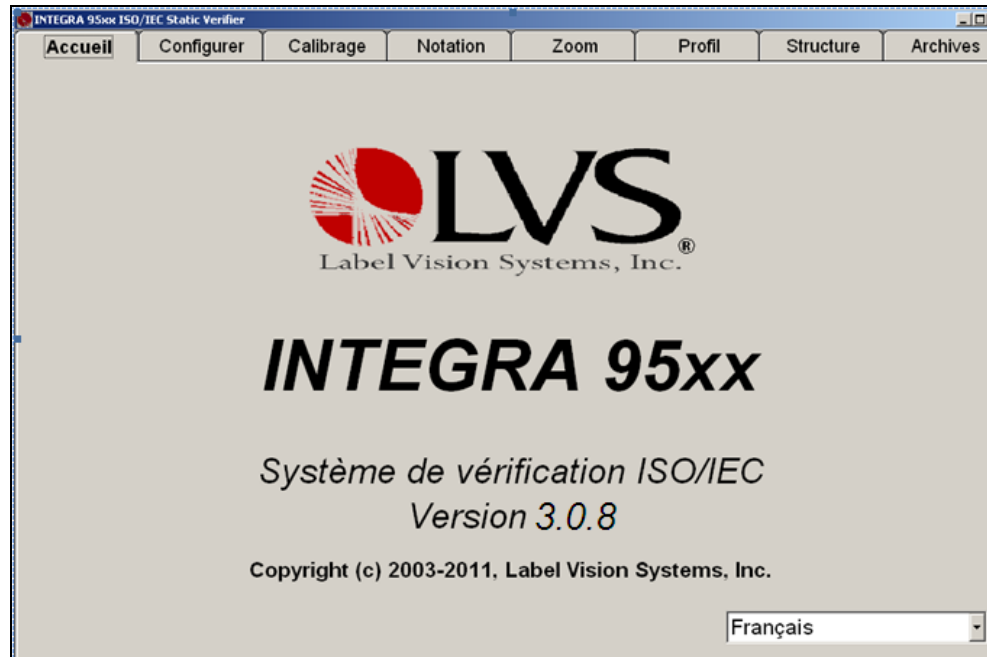 INTEGRA 95xx ISO/IEC Static Verifier
Accueil Configurer Calibrage Notation Zoom Profil Structure Archives
LVS®
Label Vision Systems, Inc.
INTEGRA 95xx
Système de vérification ISO/IEC
Version 3.0.8
Copyright (c) 2003-2011, Label Vision Systems, Inc.
Français